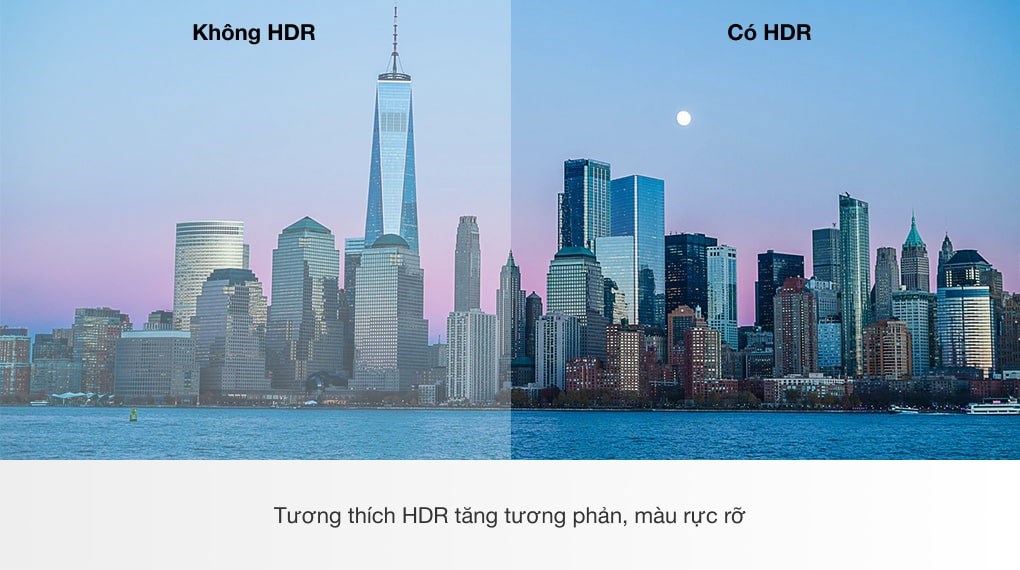 Không HDR
Có HDR
Tương thích HDR tăng tương phản, màu rực rỡ